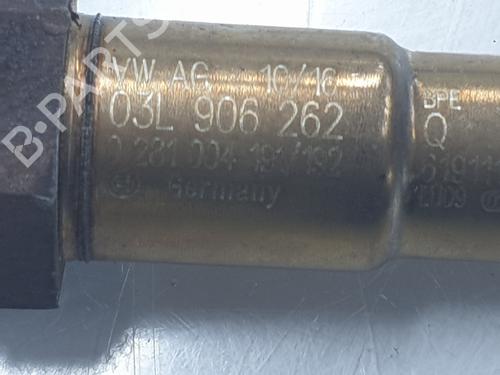 VW AG 10/16
03L 906 262
0 281 004 191/192
Germany
BPE
Q
B-PARTS